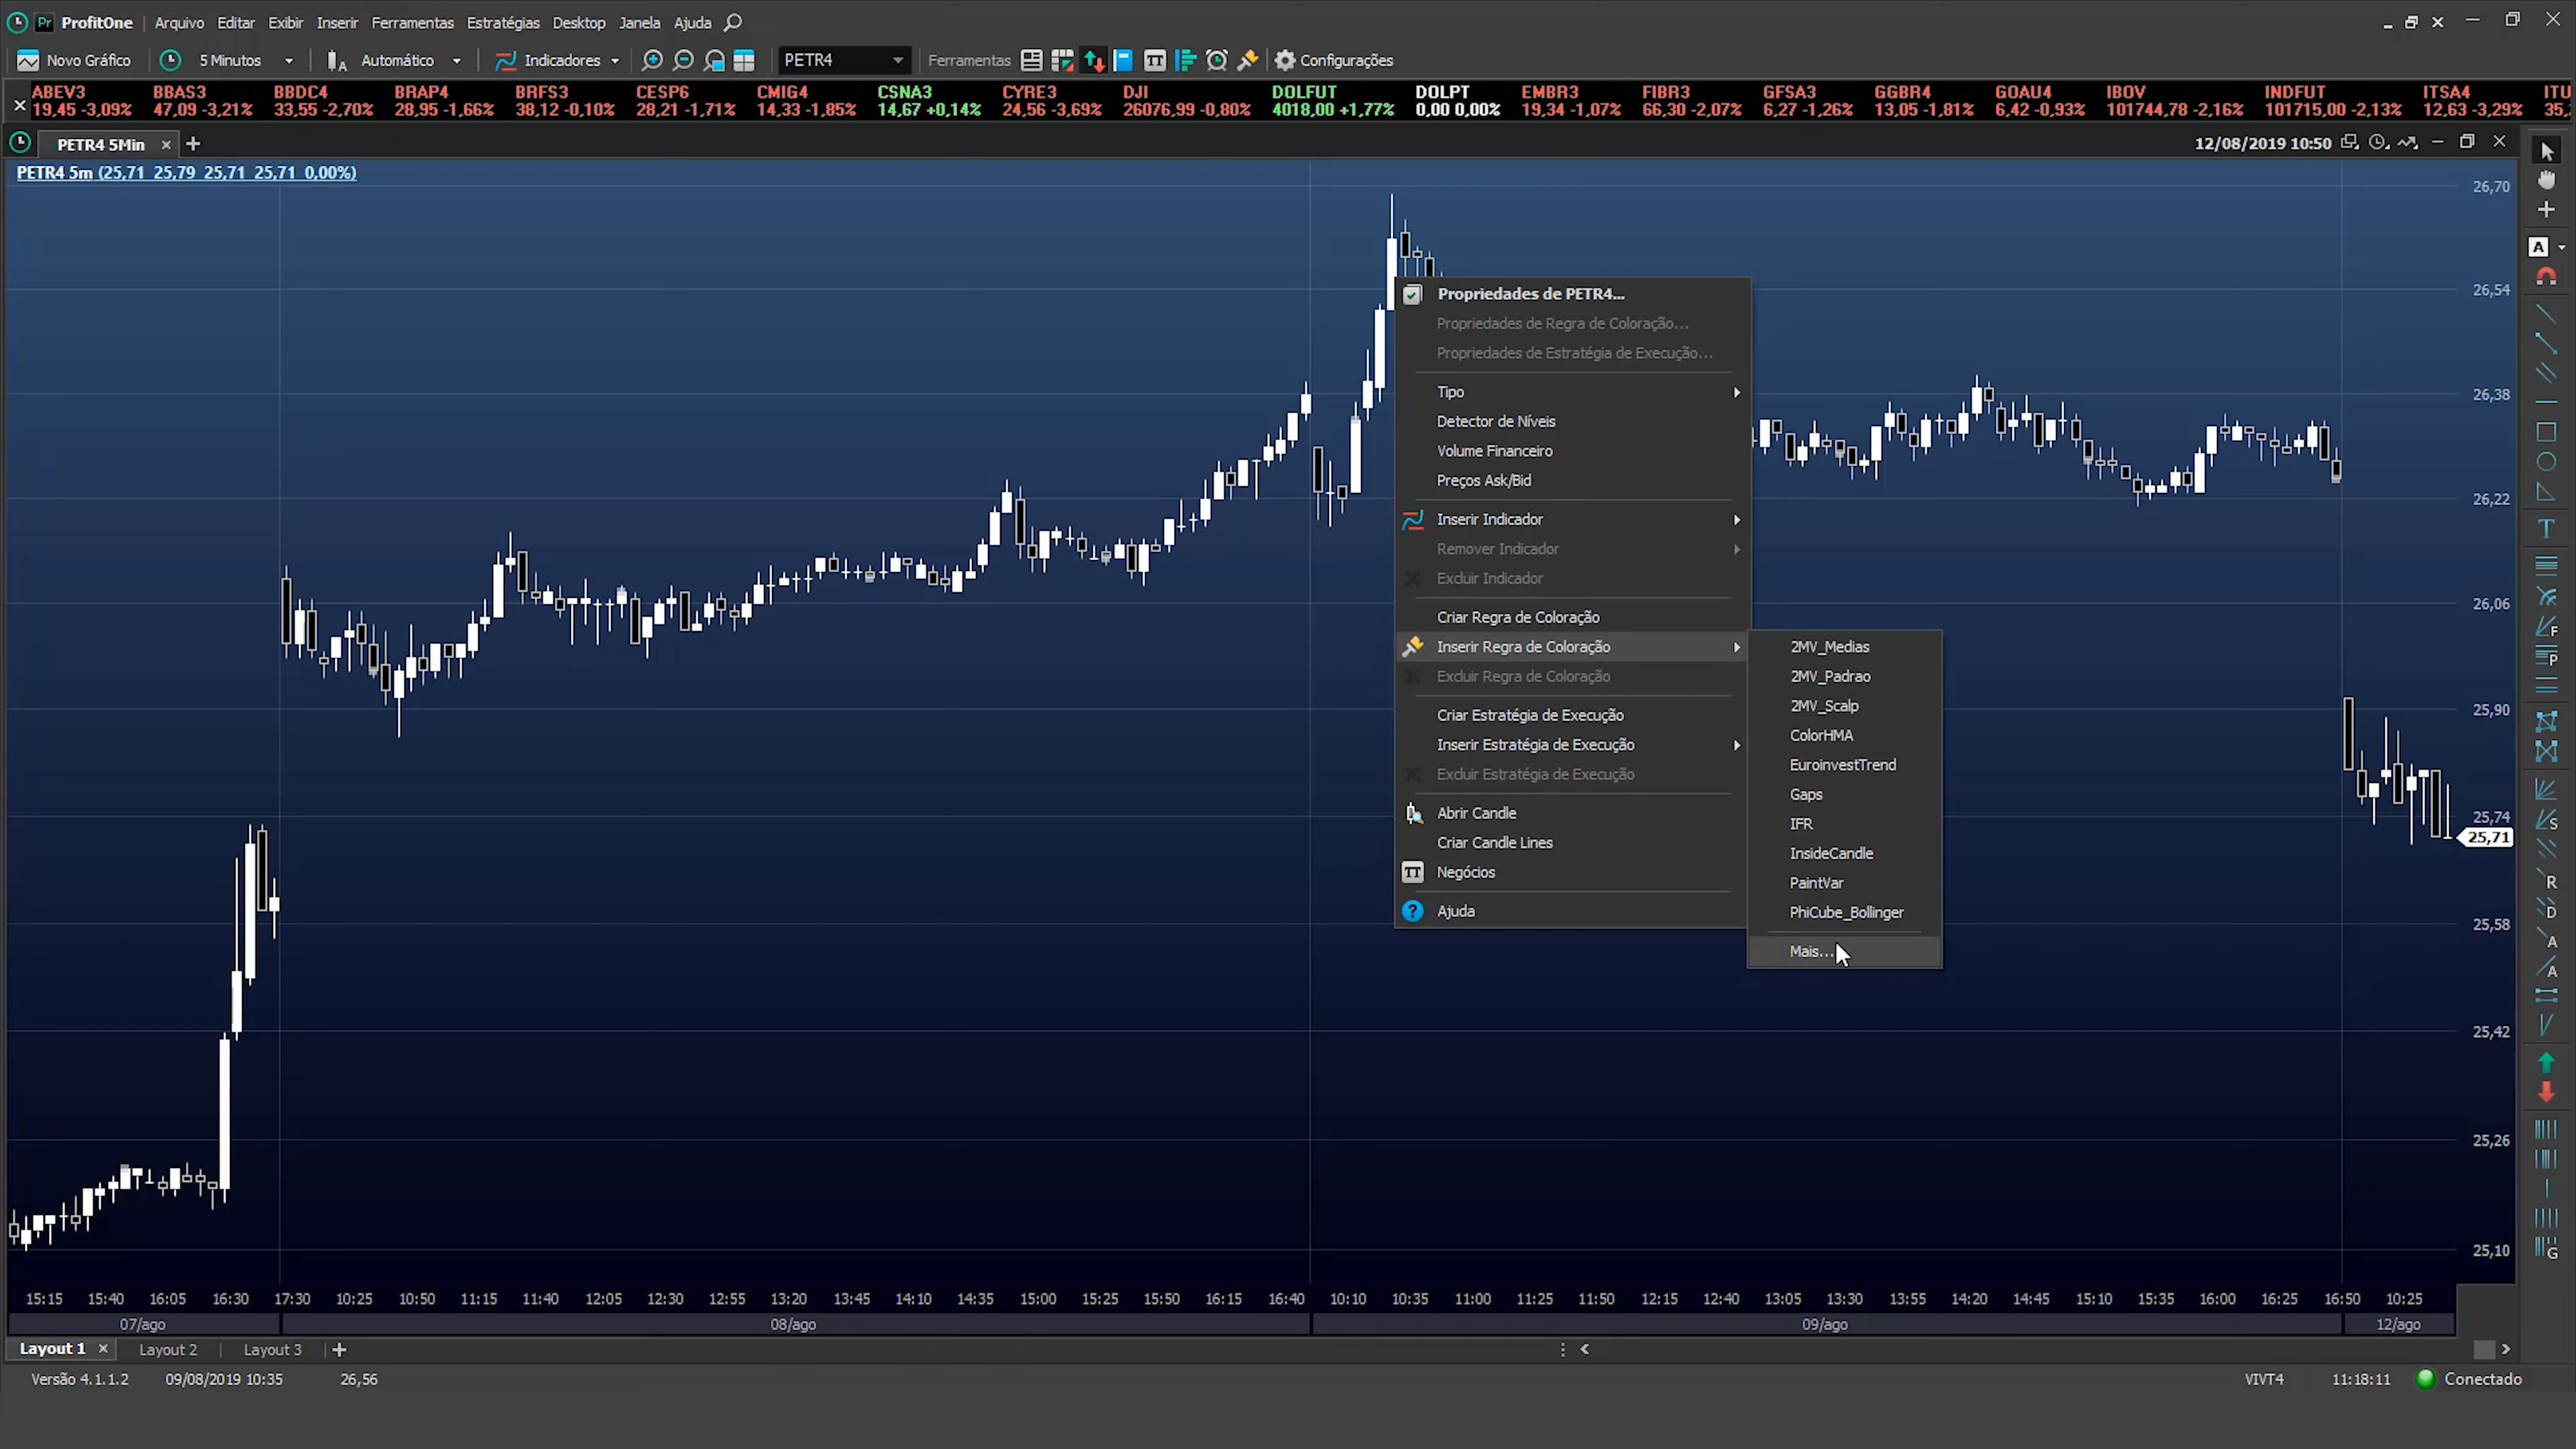 Pr ProfitOne Arquivo Editar Exibir Inserir Ferramentas Estratégias Desktop Janela Ajuda
Novo Gráfico 5 Minutos Automático Indicadores PETR4 Ferramentas Configurações
ABEV3 BBAS3 BBDC4 BRAP4 BRFS3 CESP6 CMIG4 CSNA3 CYRE3 DJI DOLFUT DOLPT EMBR3 FIBR3 GFSA3 GGBR4 GOAU4 IBOV INDFUT ITSA4 ITU
19,45 -3,09% 47,09 -3,21% 33,55 -2,70% 28,95 -1,66% 38,12 -0,10% 28,21 -1,71% 14,33 -1,85% 14,67 +0,14% 24,56 -3,69% 26076,99 -0,80% 4018,00 +1,77% 0,00 0,00% 19,34 -1,07% 66,30 -2,07% 6,27 -1,26% 13,05 -1,81% 6,42 -0,93% 101744,78 -2,16% 101715,00 -2,13% 12,63 -3,29% 35,
PETR4 5Min 12/08/2019 10:50
PETR4 5m (25,71 25,79 25,71 25,71 0,00%)
26,70
26,54
26,38
26,22
26,06
25,90
25,74
25,71
25,58
25,42
25,26
25,10
Propriedades de PETR4...
Propriedades de Regra de Coloração...
Propriedades de Estratégia de Execução...
Tipo
Detector de Níveis
Volume Financeiro
Preços Ask/Bid
Inserir Indicador
Remover Indicador
Excluir Indicador
Criar Regra de Coloração
Inserir Regra de Coloração
Excluir Regra de Coloração
Criar Estratégia de Execução
Inserir Estratégia de Execução
Excluir Estratégia de Execução
Abrir Candle
Criar Candle Lines
TT Negócios
? Ajuda
2MV_Medias
2MV_Padrao
2MV_Scalp
ColorHMA
EuroinvestTrend
Gaps
IFR
InsideCandle
PaintVar
PhiCube_Bollinger
Mais...
A
T
F
P
S
R
D
A
A
G
15:15 15:40 16:05 16:30 17:30 10:25 10:50 11:15 11:40 12:05 12:30 12:55 13:20 13:45 14:10 14:35 15:00 15:25 15:50 16:15 16:40 10:10 10:35 11:00 11:25 11:50 12:15 12:40 13:05 13:30 13:55 14:20 14:45 15:10 15:35 16:00 16:25 16:50 10:25
07/ago 08/ago 09/ago 12/ago
Layout 1 Layout 2 Layout 3
Versão 4.1.1.2 09/08/2019 10:35 26,56 VIVT4 11:18:11 Conectado